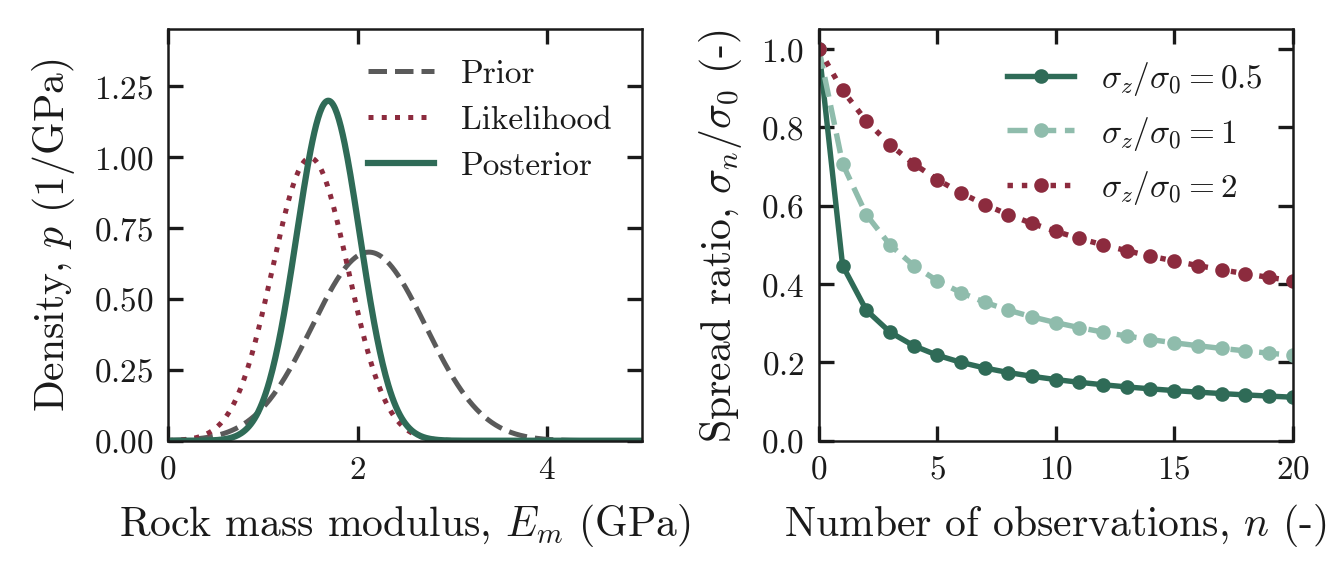 Density, p (1/GPa)
1.25
1.00
0.75
0.50
0.25
0.00
0
2
4
Rock mass modulus, E_m (GPa)
Prior
Likelihood
Posterior
Spread ratio, σ_n/σ_0 (-)
1.0
0.8
0.6
0.4
0.2
0.0
0
5
10
15
20
Number of observations, n (-)
σ_z/σ_0 = 0.5
σ_z/σ_0 = 1
σ_z/σ_0 = 2